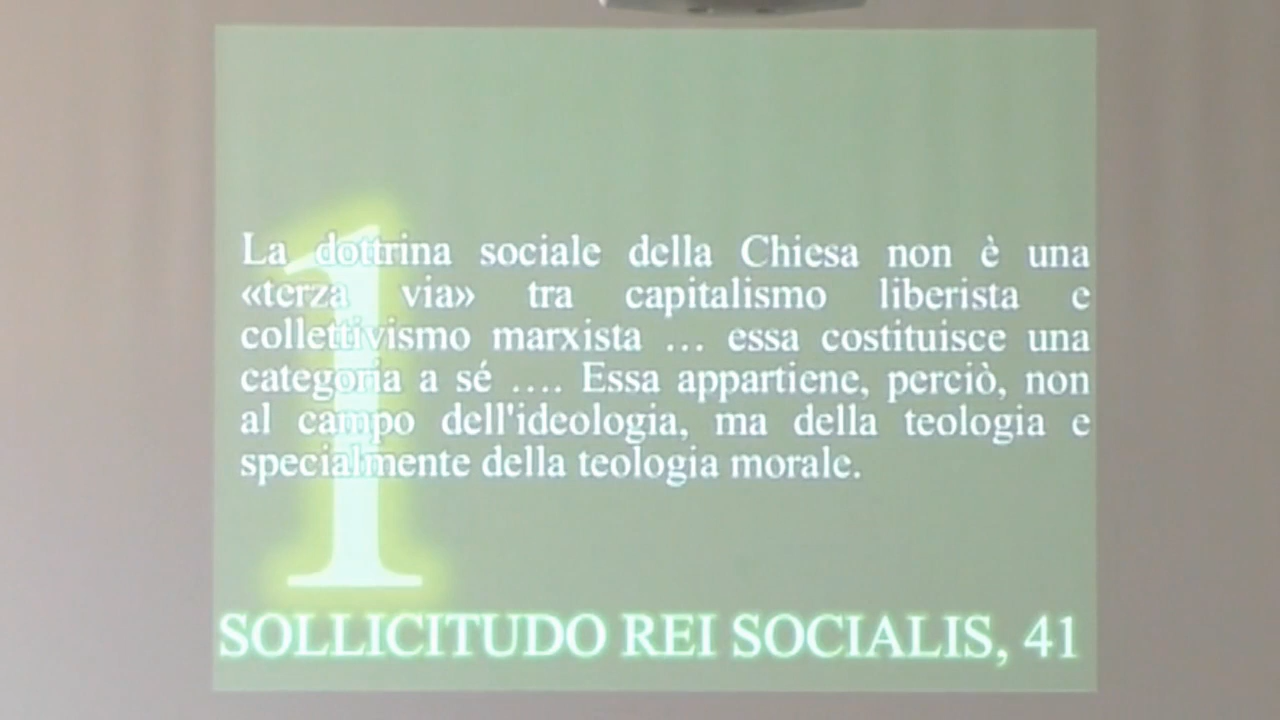 1
La dottrina sociale della Chiesa non è una
«terza via» tra capitalismo liberista e
collettivismo marxista ... essa costituisce una
categoria a sé .... Essa appartiene, perciò, non
al campo dell'ideologia, ma della teologia e
specialmente della teologia morale.
SOLLICITUDO REI SOCIALIS, 41